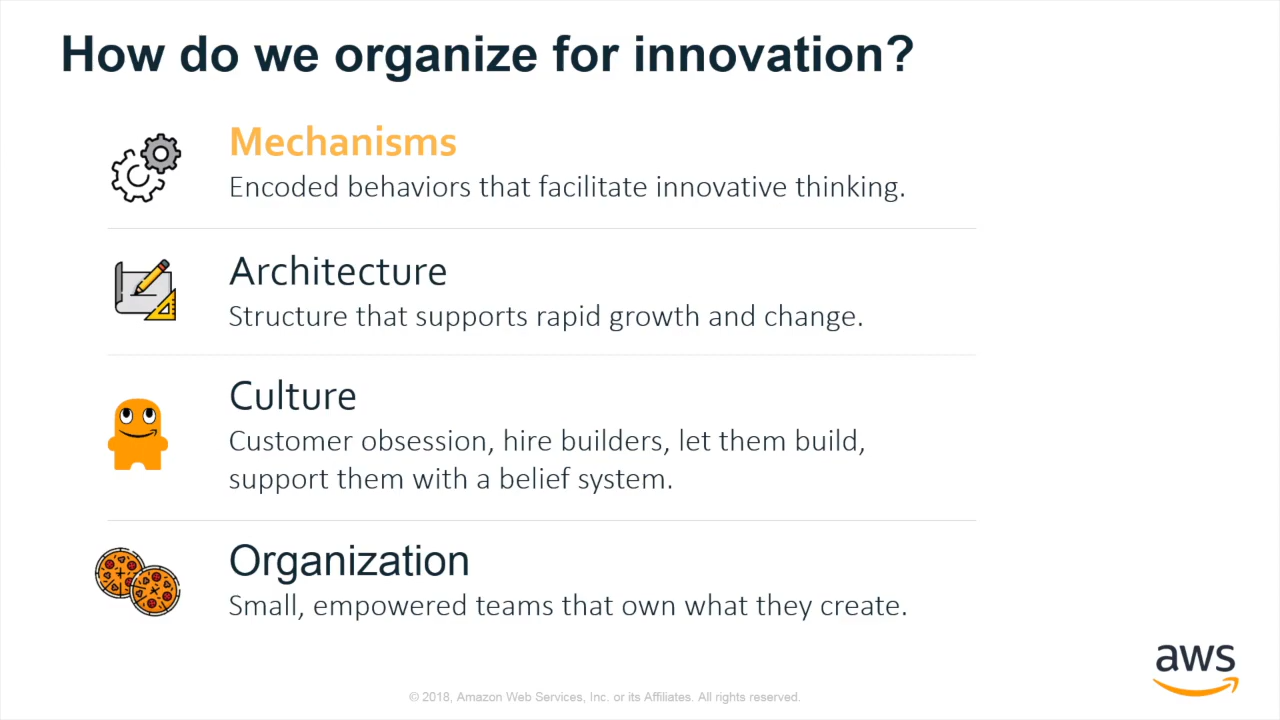 How do we organize for innovation?
Mechanisms
Encoded behaviors that facilitate innovative thinking.
Architecture
Structure that supports rapid growth and change.
Culture
Customer obsession, hire builders, let them build,
support them with a belief system.
Organization
Small, empowered teams that own what they create.
aws
© 2018, Amazon Web Services, Inc. or its Affiliates. All rights reserved.